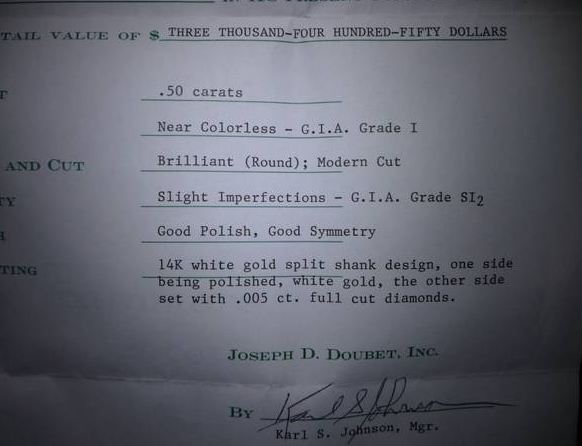 TAIL VALUE OF $ THREE THOUSAND-FOUR HUNDRED-FIFTY DOLLARS
.50 carats
Near Colorless - G.I.A. Grade I
AND CUT Brilliant (Round); Modern Cut
TY Slight Imperfections - G.I.A. Grade SI2
Good Polish, Good Symmetry
TING 14K white gold split shank design, one side
being polished, white gold, the other side
set with .005 ct. full cut diamonds.
JOSEPH D. DOUBET, INC.
BY Karl S Johnson
Karl S. Johnson, Mgr.